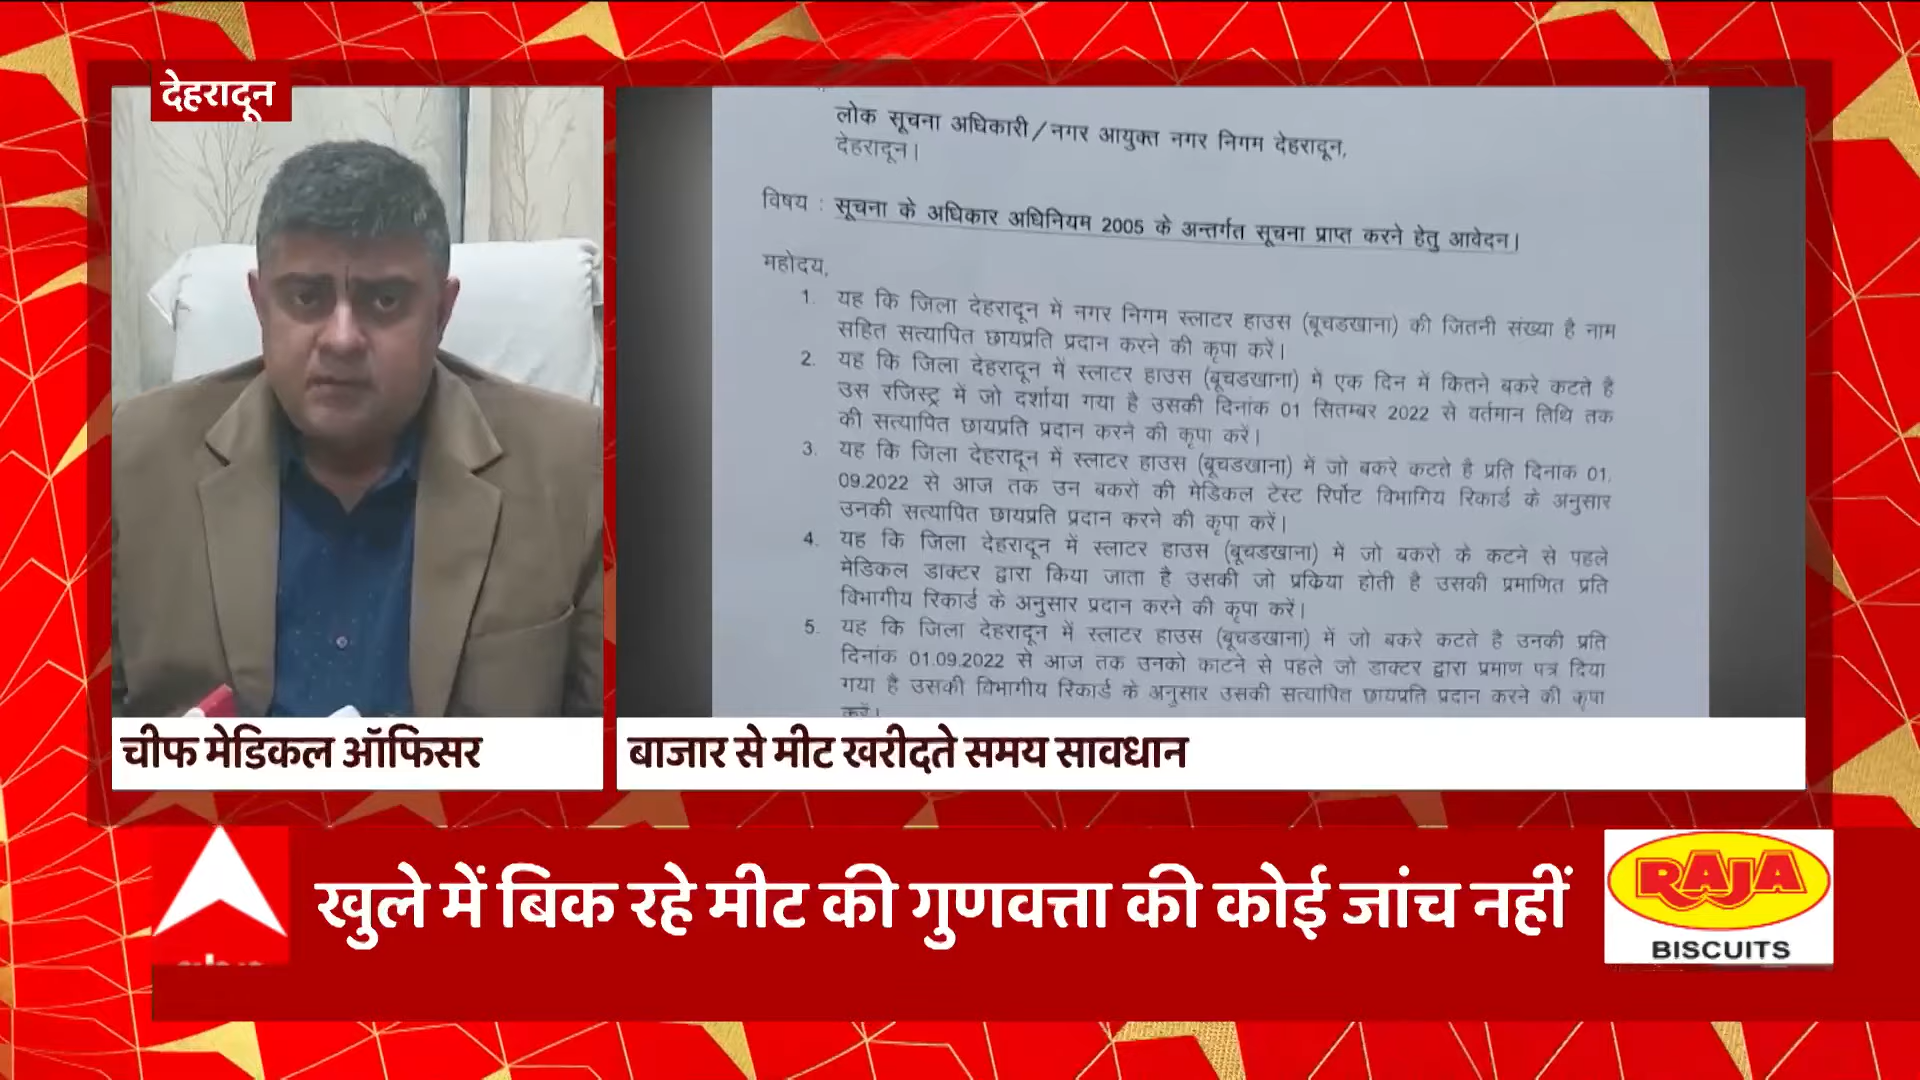 देहरादून
लोक सूचना अधिकारी/नगर आयुक्त नगर निगम देहरादून,
देहरादून।
विषय : सूचना के अधिकार अधिनियम 2005 के अन्तर्गत सूचना प्राप्त करने हेतु आवेदन।
महोदय,
1. यह कि जिला देहरादून में नगर निगम स्लाटर हाउस (बूचडखाना) की जितनी संख्या है नाम
सहित सत्यापित छायप्रति प्रदान करने की कृपा करें।
2. यह कि जिला देहरादून में स्लाटर हाउस (बूचडखाना) में एक दिन में कितने बकरे कटते है
उस रजिस्ट्र में जो दर्शाया गया है उसकी दिनांक 01 सितम्बर 2022 से वर्तमान तिथि तक
की सत्यापित छायप्रति प्रदान करने की कृपा करें।
3. यह कि जिला देहरादून में स्लाटर हाउस (बूचडखाना) में जो बकरे कटते है प्रति दिनांक 01.
09.2022 से आज तक उन बकरों की मेडिकल टेस्ट रिर्पोट विभागिय रिकार्ड के अनुसार
उनकी सत्यापित छायप्रति प्रदान करने की कृपा करें।
4. यह कि जिला देहरादून में स्लाटर हाउस (बूचडखाना) में जो बकरो के कटने से पहले
मेडिकल डाक्टर द्वारा किया जाता है उसकी जो प्रक्रिया होती है उसकी प्रमाणित प्रति
विभागीय रिकार्ड के अनुसार प्रदान करने की कृपा करें।
5. यह कि जिला देहरादून में स्लाटर हाउस (बूचडखाना) में जो बकरे कटते है उनकी प्रति
दिनांक 01.09.2022 से आज तक उनको काटने से पहले जो डाक्टर द्वारा प्रमाण पत्र दिया
गया है उसकी विभागीय रिकार्ड के अनुसार उसकी सत्यापित छायप्रति प्रदान करने की कृपा
करें।
चीफ मेडिकल ऑफिसर
बाजार से मीट खरीदते समय सावधान
खुले में बिक रहे मीट की गुणवत्ता की कोई जांच नहीं
RAJA
BISCUITS